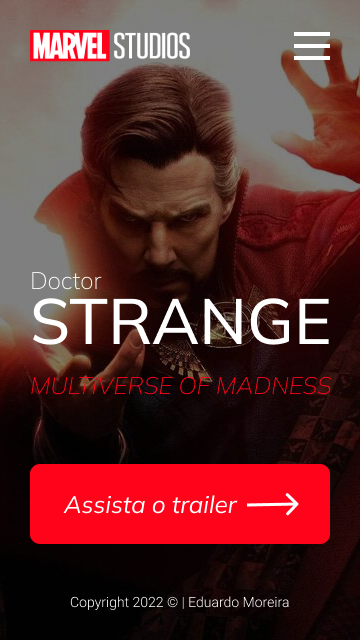 MARVEL STUDIOS
Doctor
STRANGE
MULTIVERSE OF MADNESS
Assista o trailer
Copyright 2022 © | Eduardo Moreira